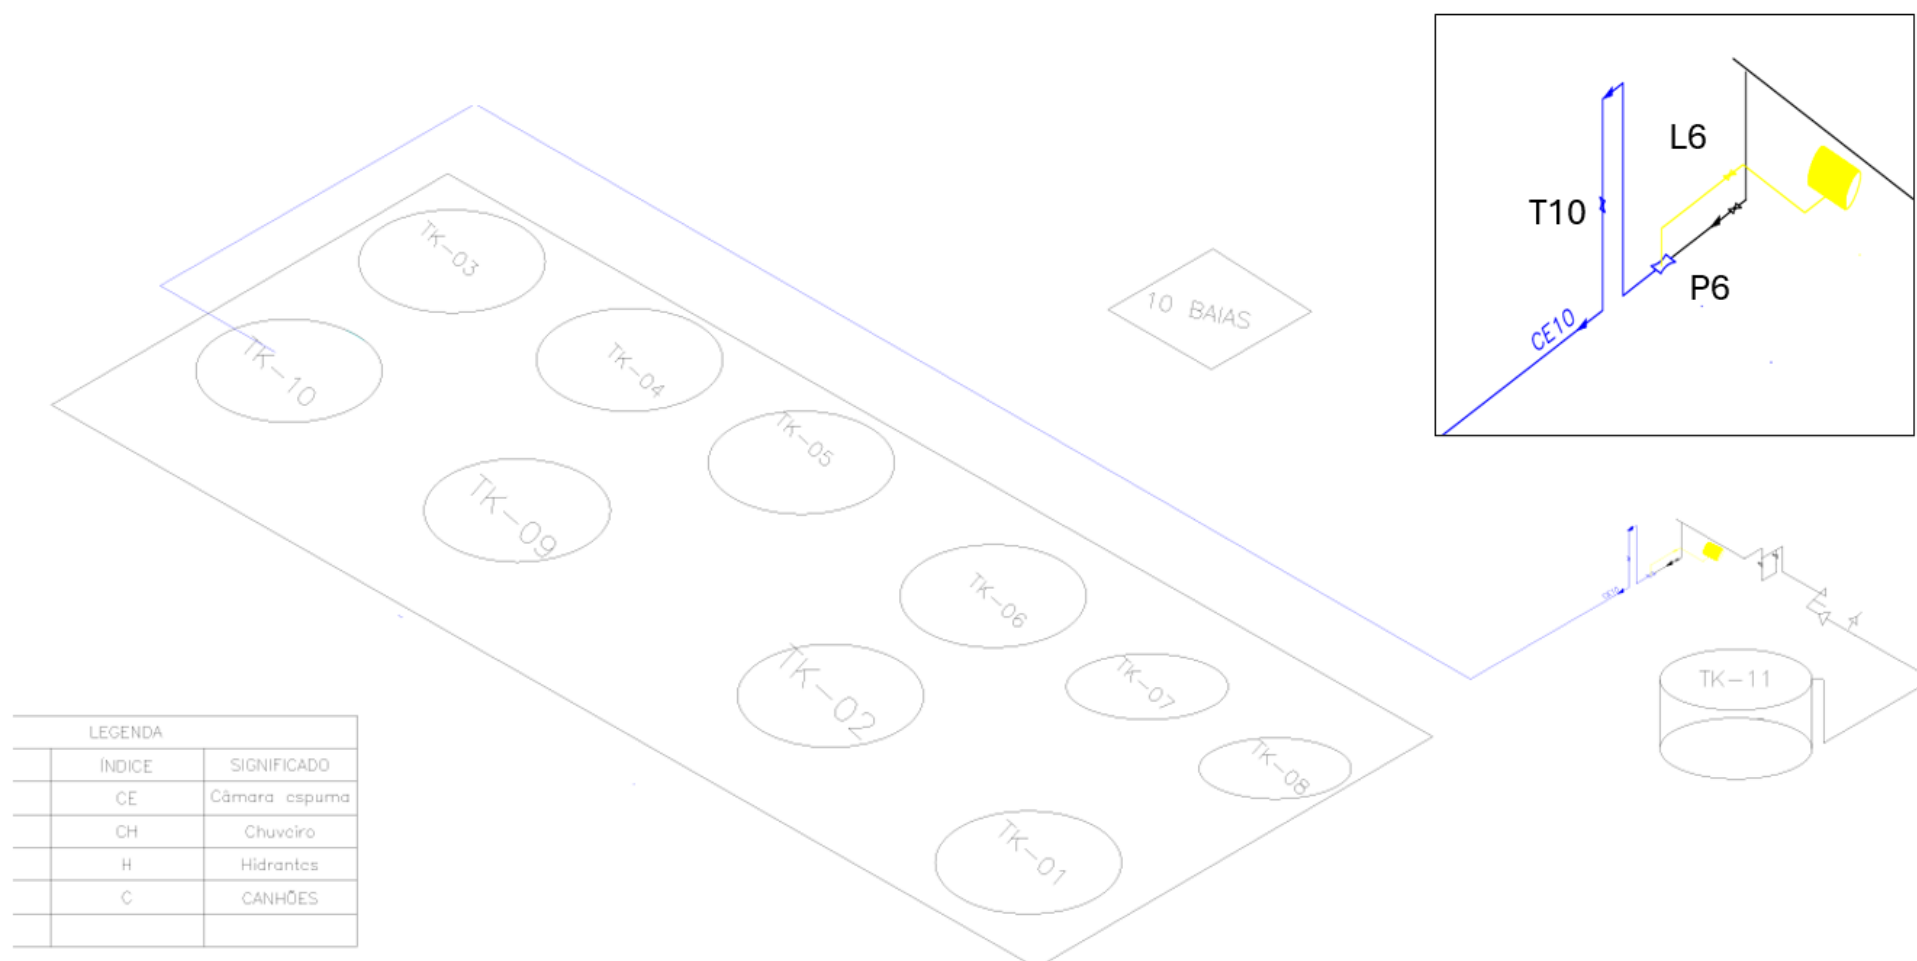 L6
T10
P6
CE10
TK-03
10 BAIAS
TK-04
TK-10
TK-05
TK-09
TK-06
TK-07
TK-11
TK-02
TK-08
TK-01
LEGENDA
ÍNDICE SIGNIFICADO
CE Câmara espuma
CH Chuveiro
H Hidrantes
C CANHÕES